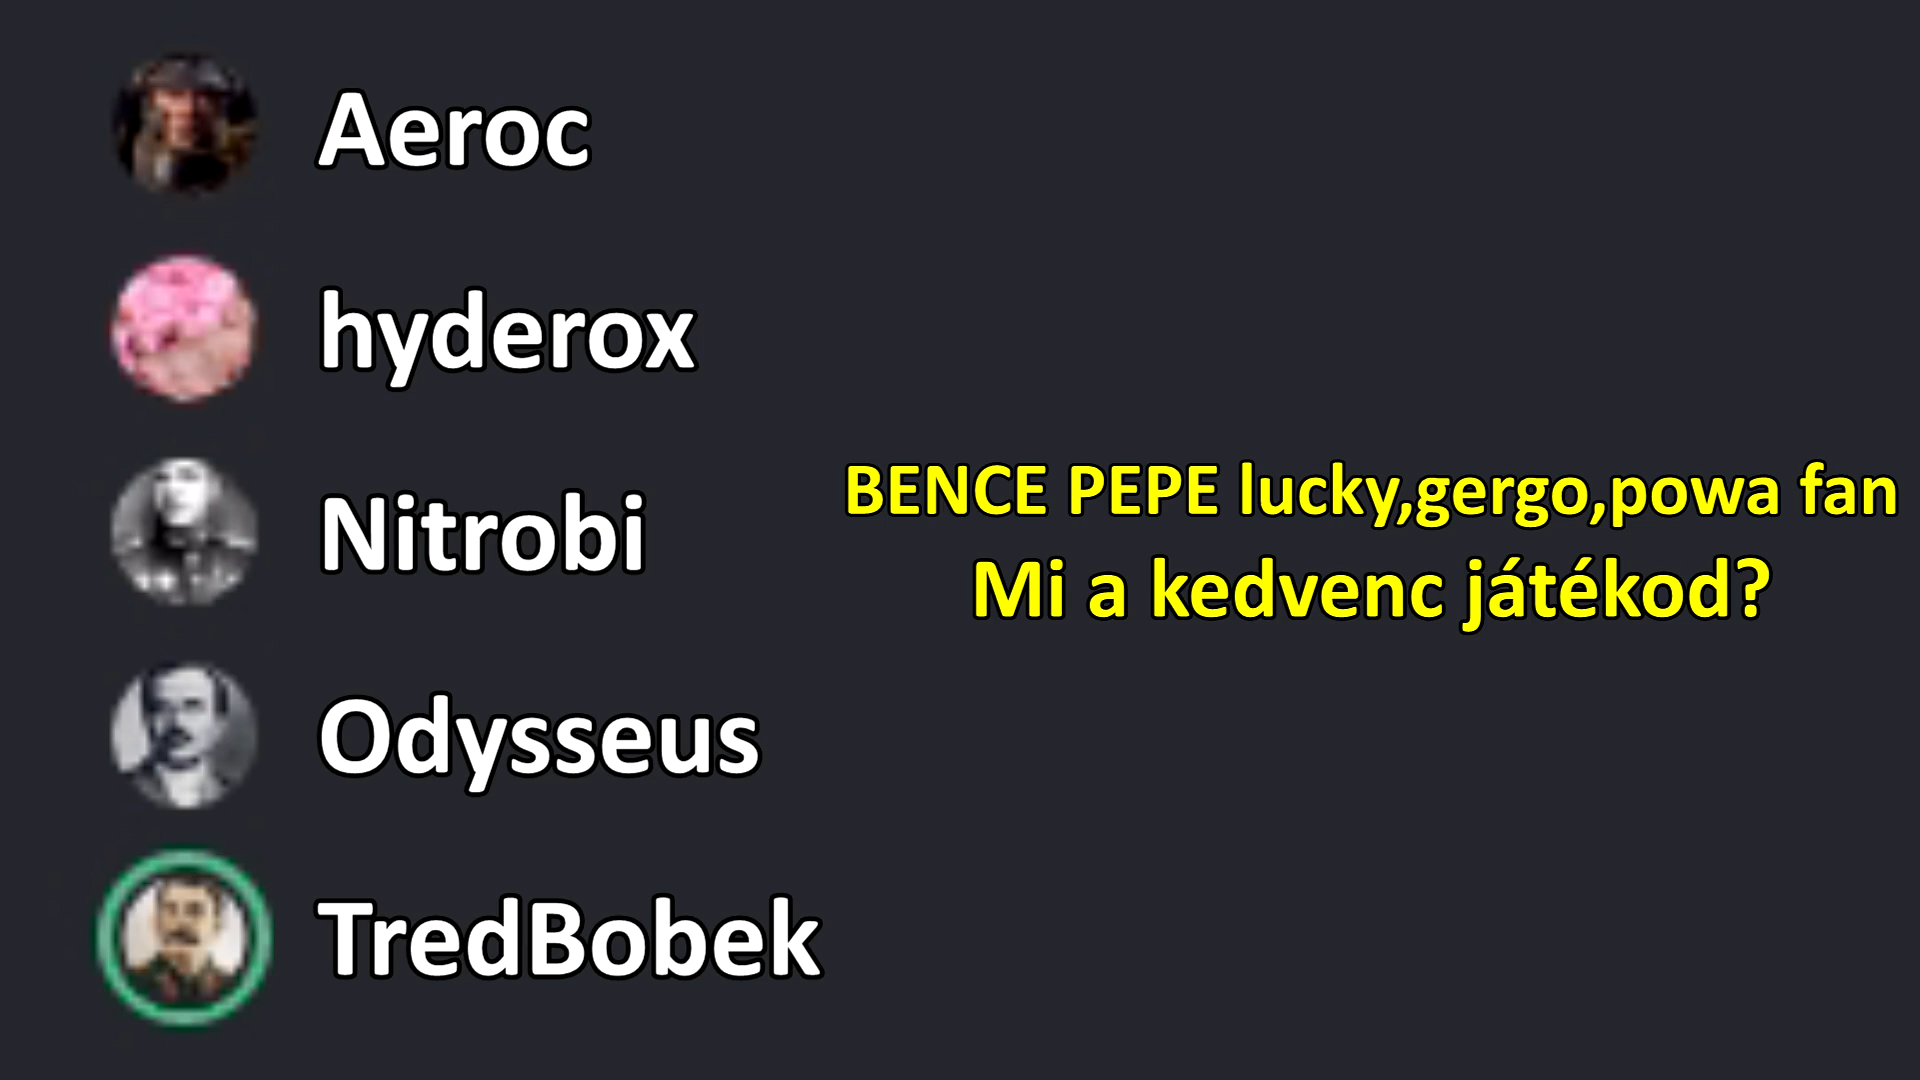 Aeroc
hyderox
Nitrobi
Odysseus
TredBobek
BENCE PEPE lucky,gergo,powa fan
Mi a kedvenc játékod?